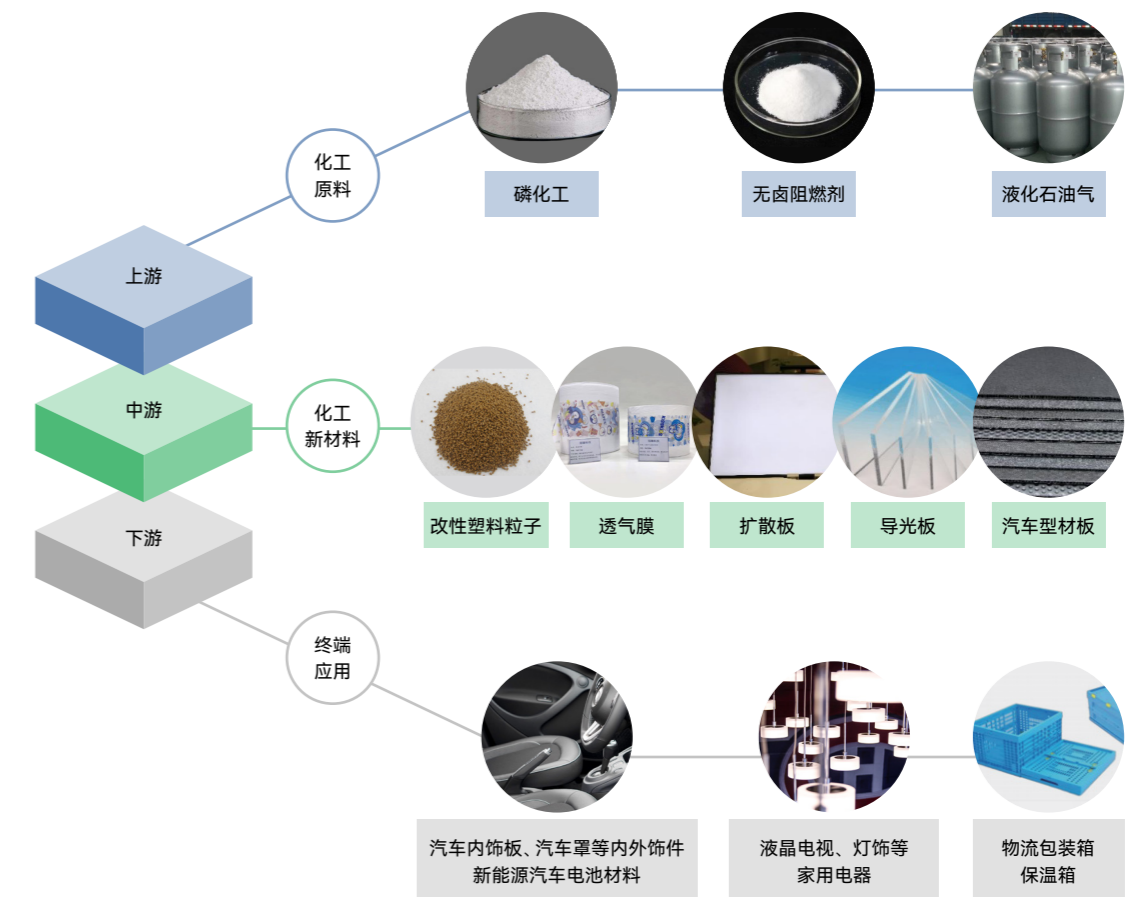 化工
原料
磷化工
无卤阻燃剂
液化石油气
上游
中游
化工
新材料
改性塑料粒子
透气膜
扩散板
导光板
汽车型材板
下游
终端
应用
汽车内饰板、汽车罩等内外饰件
新能源汽车电池材料
液晶电视、灯饰等
家用电器
物流包装箱
保温箱